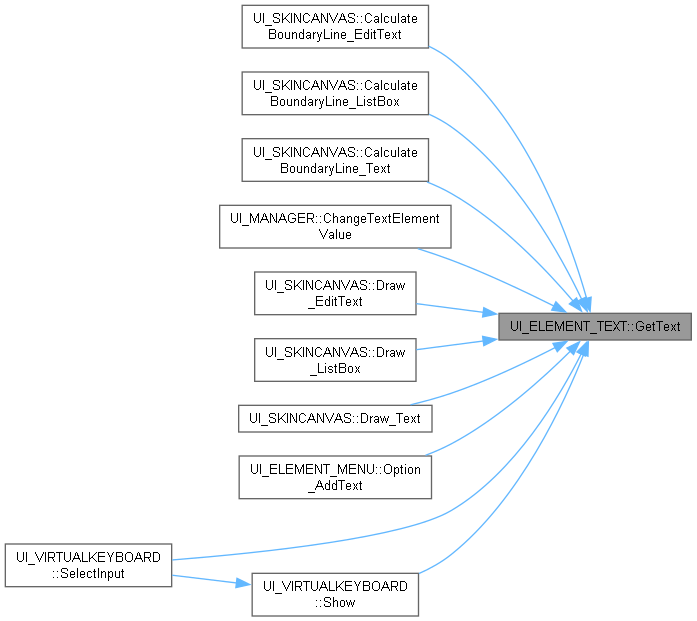 UI_SKINCANVAS::Calculate
BoundaryLine_EditText
UI_SKINCANVAS::Calculate
BoundaryLine_ListBox
UI_SKINCANVAS::Calculate
BoundaryLine_Text
UI_MANAGER::ChangeTextElement
Value
UI_SKINCANVAS::Draw
_EditText
UI_ELEMENT_TEXT::GetText
UI_SKINCANVAS::Draw
_ListBox
UI_SKINCANVAS::Draw_Text
UI_ELEMENT_MENU::Option
_AddText
UI_VIRTUALKEYBOARD
::SelectInput
UI_VIRTUALKEYBOARD
::Show